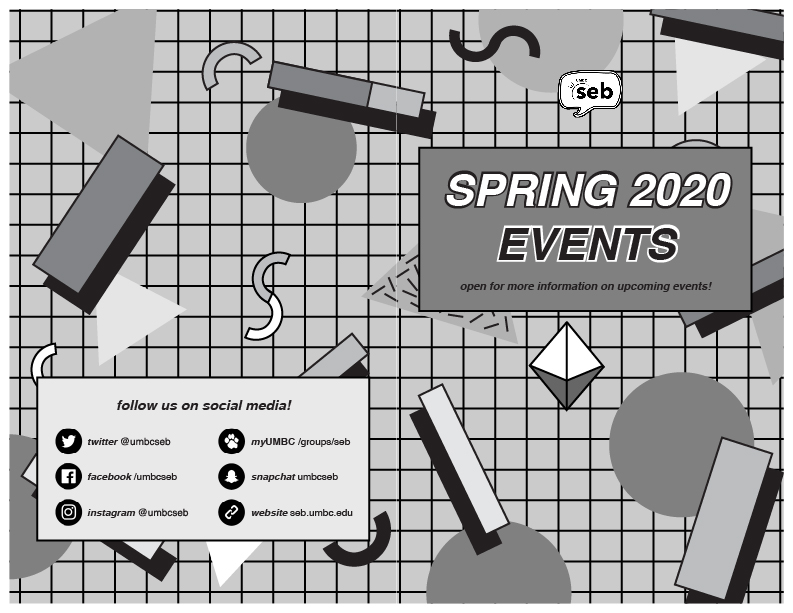 UMBC
seb
SPRING 2020
EVENTS
open for more information on upcoming events!
follow us on social media!
twitter @umbcseb
myUMBC /groups/seb
facebook /umbcseb
snapchat umbcseb
instagram @umbcseb
website seb.umbc.edu